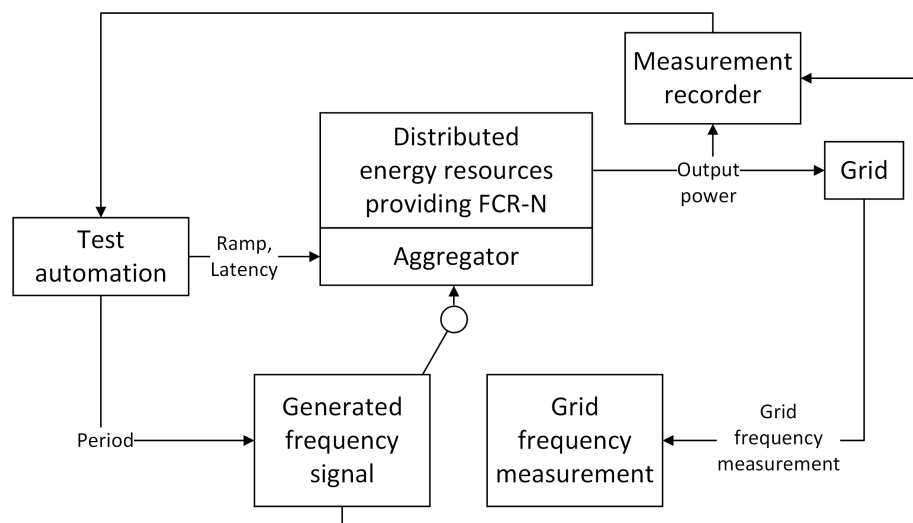 Measurement
recorder
Distributed
energy resources
providing FCR-N
Aggregator
Output
power
Grid
Test
automation
Ramp,
Latency
Period
Generated
frequency
signal
Grid
frequency
measurement
Grid
frequency
measurement